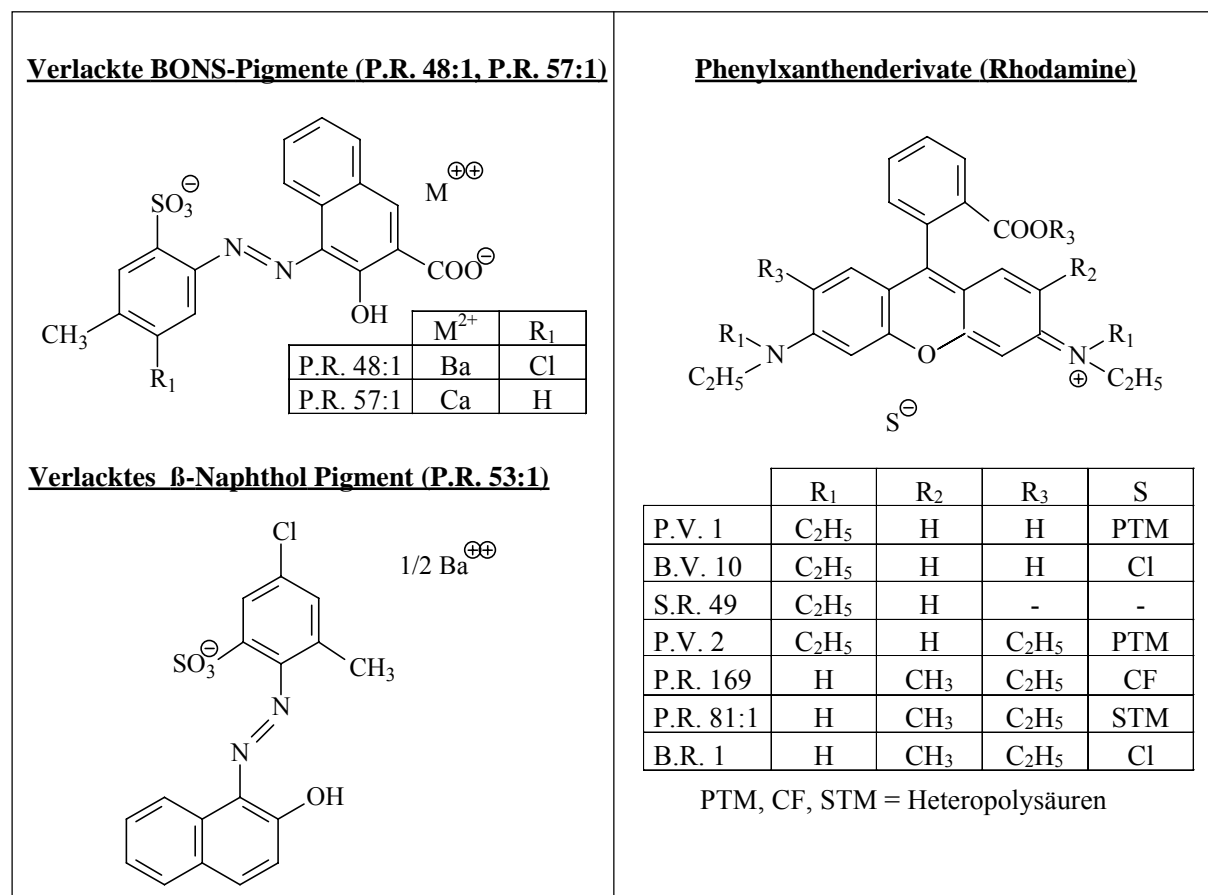 Verlackte BONS-Pigmente (P.R. 48:1, P.R. 57:1)
M⊕⊕
SO3⊖
N
N
COO⊖
OH
CH3
R1
M2+ R1
P.R. 48:1 Ba Cl
P.R. 57:1 Ca H
Verlacktes ß-Naphthol Pigment (P.R. 53:1)
Cl
1/2 Ba⊕⊕
SO3⊖
CH3
N
N
OH
Phenylxanthenderivate (Rhodamine)
COOR3
R3 R2
R1 R1
N O N
⊕
C2H5 C2H5
S⊖
R1 R2 R3 S
P.V. 1 C2H5 H H PTM
B.V. 10 C2H5 H H Cl
S.R. 49 C2H5 H - -
P.V. 2 C2H5 H C2H5 PTM
P.R. 169 H CH3 C2H5 CF
P.R. 81:1 H CH3 C2H5 STM
B.R. 1 H CH3 C2H5 Cl
PTM, CF, STM = Heteropolysäuren